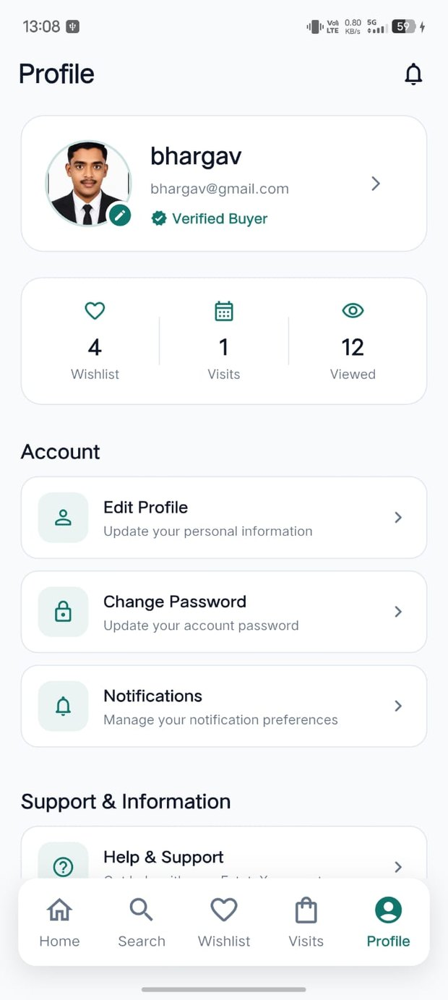 13:08
Vo) LTE 0.80 KB/s 5G 59
Profile
bhargav
bhargav@gmail.com
Verified Buyer
4 1 12
Wishlist Visits Viewed
Account
Edit Profile
Update your personal information
Change Password
Update your account password
Notifications
Manage your notification preferences
Support & Information
Help & Support
Home Search Wishlist Visits Profile